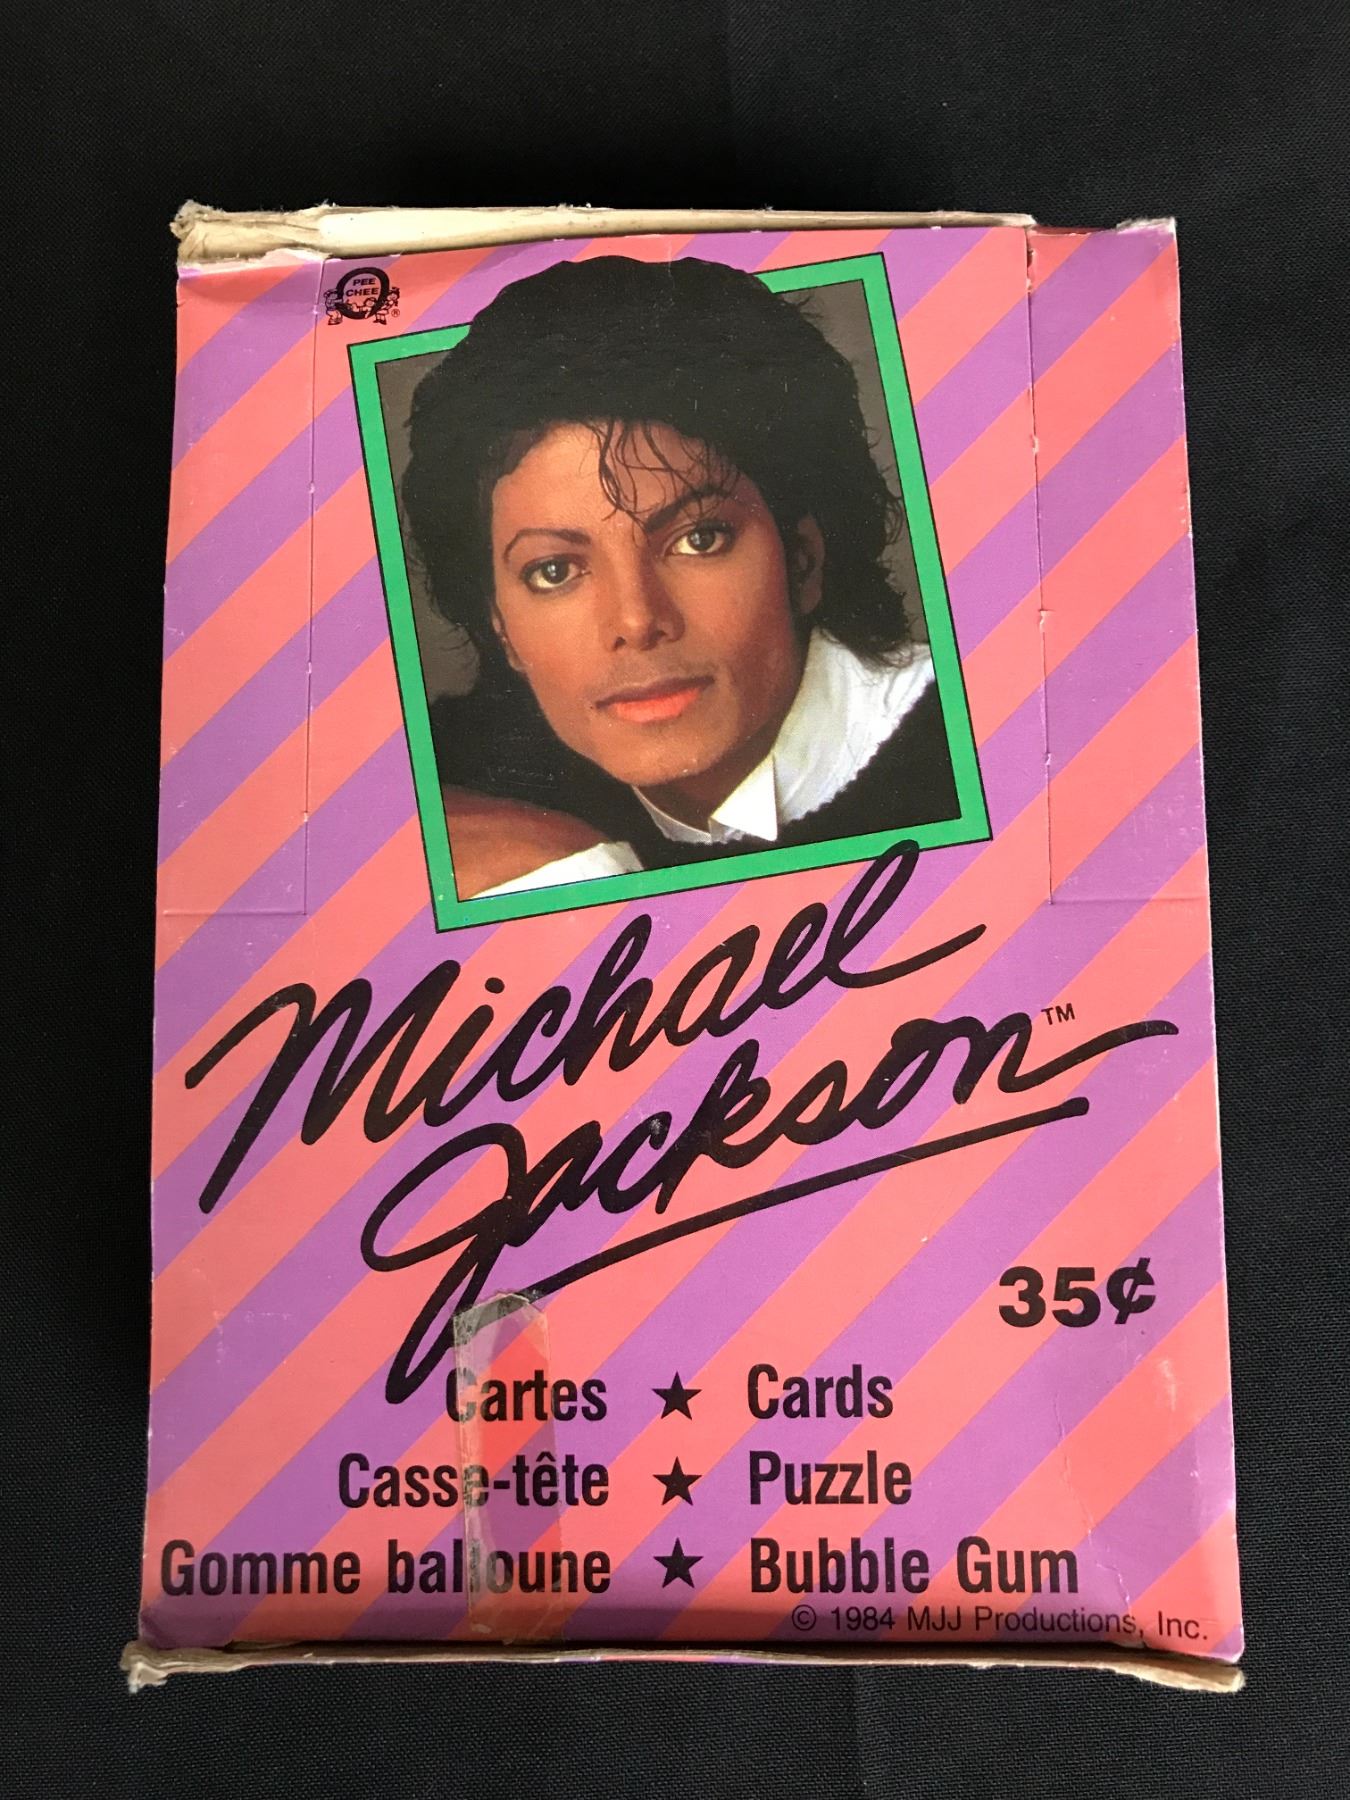 PEE
CHEE
®
Michael
Jackson™
35¢
Cartes ★ Cards
Casse-tête ★ Puzzle
Gomme balloune ★ Bubble Gum
© 1984 MJJ Productions, Inc.